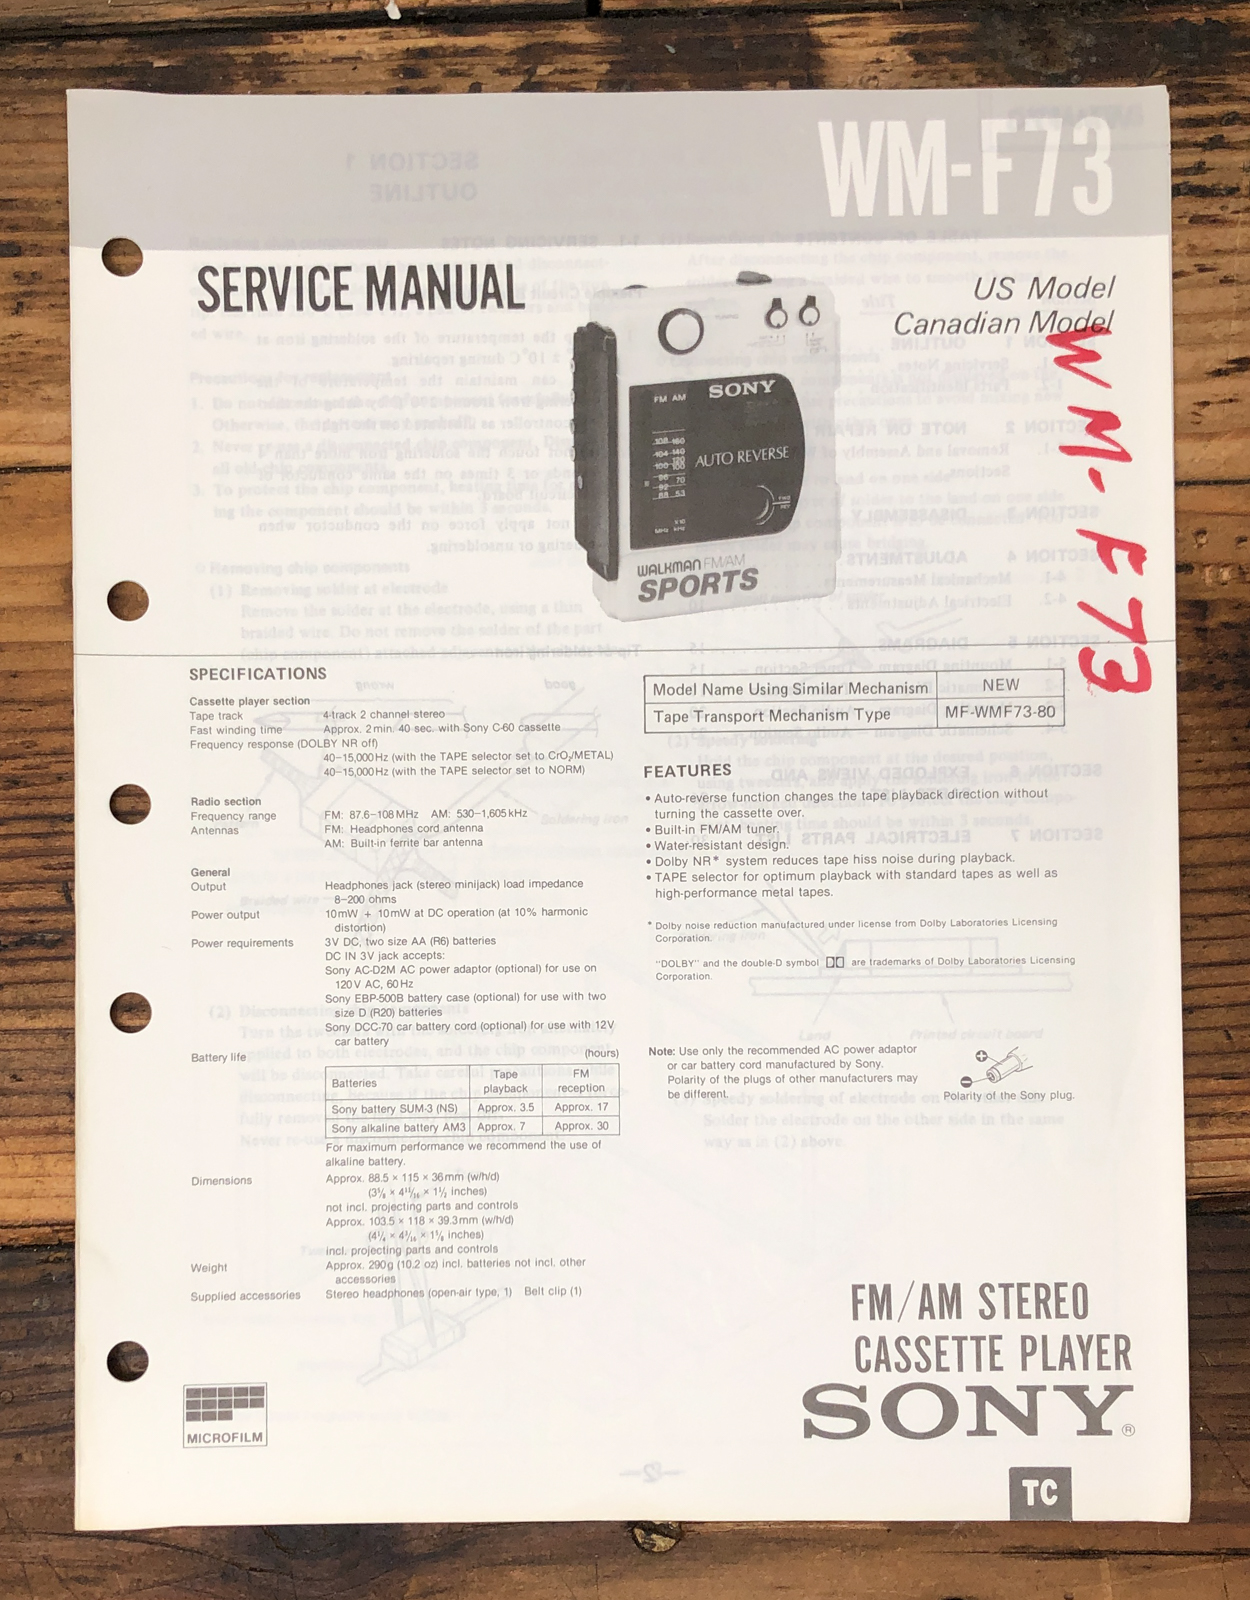 WM-F73
SERVICE MANUAL
US Model
Canadian Model
WM-F73
SONY
FM AM
108 160
104 140
100 120
AUTO REVERSE
88 53
MHz kHz
WALKMAN FM/AM
SPORTS
SPECIFICATIONS
Cassette player section
Tape track 4-track 2 channel stereo
Fast winding time Approx. 2 min. 40 sec. with Sony C-60 cassette
Frequency response (DOLBY NR off)
40–15,000 Hz (with the TAPE selector set to CrO₂/METAL)
40–15,000 Hz (with the TAPE selector set to NORM)
Radio section
Frequency range FM: 87.6–108 MHz AM: 530–1,605 kHz
Antennas FM: Headphones cord antenna
AM: Built-in ferrite bar antenna
General
Output Headphones jack (stereo minijack) load impedance
8–200 ohms
Power output 10 mW + 10 mW at DC operation (at 10% harmonic
distortion)
Power requirements 3V DC, two size AA (R6) batteries
DC IN 3V jack accepts:
Sony AC-D2M AC power adaptor (optional) for use on
120 V AC, 60 Hz
Sony EBP-500B battery case (optional) for use with two
size D (R20) batteries
Sony DCC-70 car battery cord (optional) for use with 12V
car battery
Battery life (hours)
Batteries Tape playback FM reception
Sony battery SUM-3 (NS) Approx. 3.5 Approx. 17
Sony alkaline battery AM3 Approx. 7 Approx. 30
For maximum performance we recommend the use of
alkaline battery.
Dimensions Approx. 88.5 × 115 × 36 mm (w/h/d)
not incl. projecting parts and controls
Approx. 103.5 × 118 × 39.3 mm (w/h/d)
incl. projecting parts and controls
Weight Approx. 290 g (10.2 oz) incl. batteries not incl. other
accessories
Supplied accessories Stereo headphones (open-air type, 1) Belt clip (1)
Model Name Using Similar Mechanism NEW
Tape Transport Mechanism Type MF-WMF73-80
FEATURES
• Auto-reverse function changes the tape playback direction without
turning the cassette over.
• Built-in FM/AM tuner.
• Water-resistant design.
• Dolby NR* system reduces tape hiss noise during playback.
• TAPE selector for optimum playback with standard tapes as well as
high-performance metal tapes.
* Dolby noise reduction manufactured under license from Dolby Laboratories Licensing
Corporation.
"DOLBY" and the double-D symbol are trademarks of Dolby Laboratories Licensing
Corporation.
Note: Use only the recommended AC power adaptor
or car battery cord manufactured by Sony.
Polarity of the plugs of other manufacturers may
be different.
Polarity of the Sony plug.
FM/AM STEREO
CASSETTE PLAYER
SONY®
MICROFILM
TC